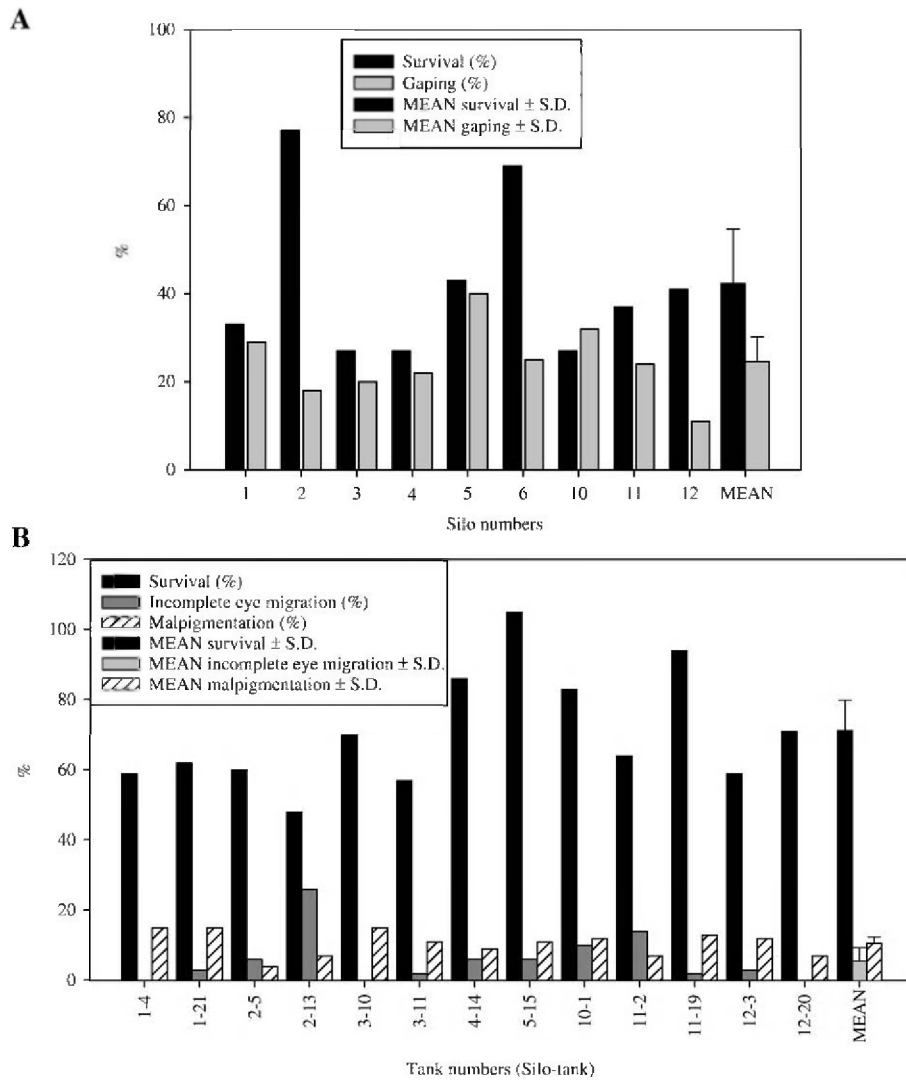 A
100
80
60
40
20
0
%
Survival (%)
Gaping (%)
MEAN survival ± S.D.
MEAN gaping ± S.D.
1 2 3 4 5 6 10 11 12 MEAN
Silo numbers
B
120
100
80
60
40
20
0
%
Survival (%)
Incomplete eye migration (%)
Malpigmentation (%)
MEAN survival ± S.D.
MEAN incomplete eye migration ± S.D.
MEAN malpigmentation ± S.D.
1-4 1-21 2-5 2-13 3-10 3-11 4-14 5-15 10-1 11-2 11-19 12-3 12-20 MEAN
Tank numbers (Silo-tank)